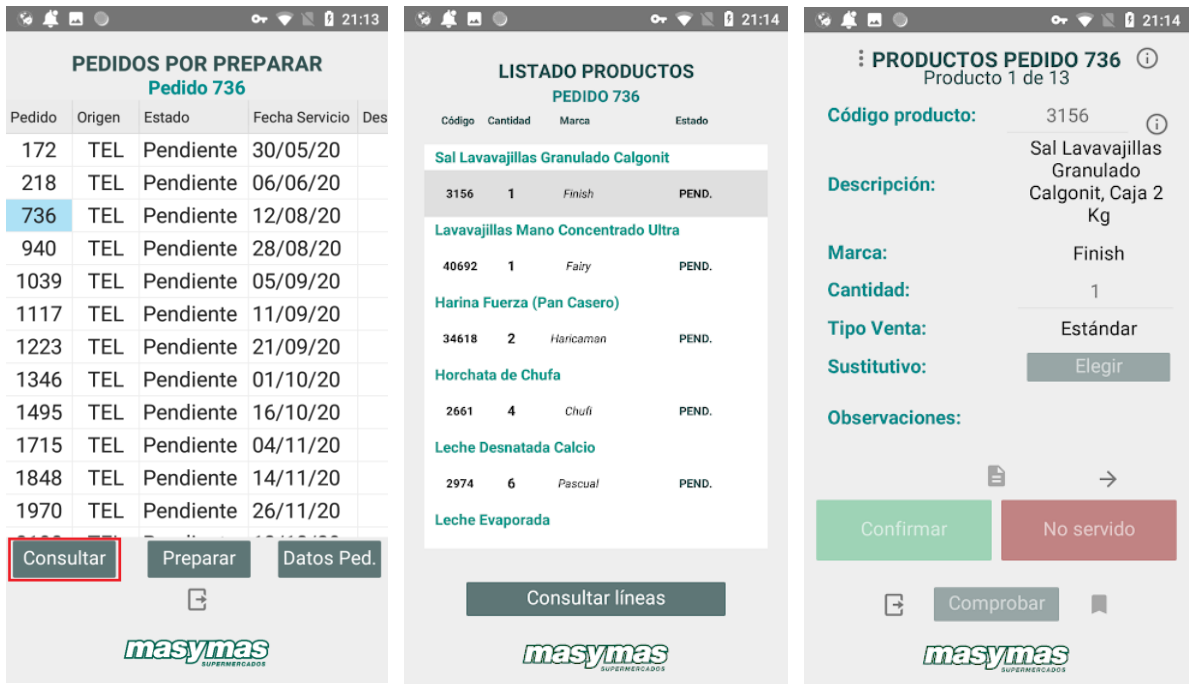 21:13
PEDIDOS POR PREPARAR
Pedido 736
Pedido Origen Estado Fecha Servicio Des
172 TEL Pendiente 30/05/20
218 TEL Pendiente 06/06/20
736 TEL Pendiente 12/08/20
940 TEL Pendiente 28/08/20
1039 TEL Pendiente 05/09/20
1117 TEL Pendiente 11/09/20
1223 TEL Pendiente 21/09/20
1346 TEL Pendiente 01/10/20
1495 TEL Pendiente 16/10/20
1715 TEL Pendiente 04/11/20
1848 TEL Pendiente 14/11/20
1970 TEL Pendiente 26/11/20
Consultar Preparar Datos Ped.
masymas
SUPERMERCADOS
21:14
LISTADO PRODUCTOS
PEDIDO 736
Código Cantidad Marca Estado
Sal Lavavajillas Granulado Calgonit
3156 1 Finish PEND.
Lavavajillas Mano Concentrado Ultra
40692 1 Fairy PEND.
Harina Fuerza (Pan Casero)
34618 2 Haricaman PEND.
Horchata de Chufa
2661 4 Chufi PEND.
Leche Desnatada Calcio
2974 6 Pascual PEND.
Leche Evaporada
Consultar líneas
masymas
SUPERMERCADOS
21:14
PRODUCTOS PEDIDO 736
Producto 1 de 13
Código producto: 3156
Descripción: Sal Lavavajillas
Granulado
Calgonit, Caja 2
Kg
Marca: Finish
Cantidad: 1
Tipo Venta: Estándar
Sustitutivo: Elegir
Observaciones:
Confirmar No servido
Comprobar
masymas
SUPERMERCADOS